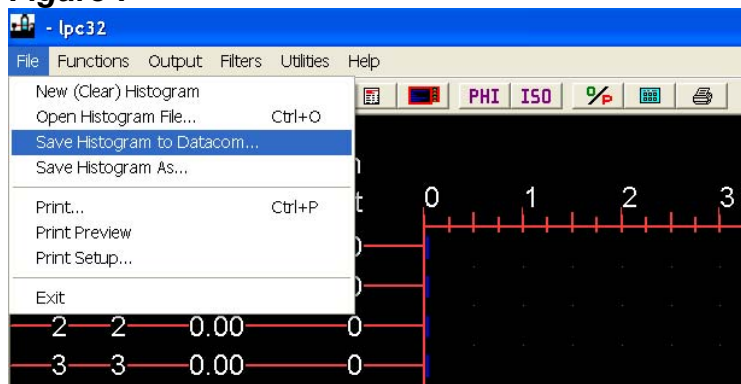 - lpc32
File Functions Output Filters Utilities Help
New (Clear) Histogram
Open Histogram File... Ctrl+O
Save Histogram to Datacom...
Save Histogram As...
Print... Ctrl+P
Print Preview
Print Setup...
Exit
PHI ISO %
0 1 2 3
2 2 0.00 0
3 3 0.00 0